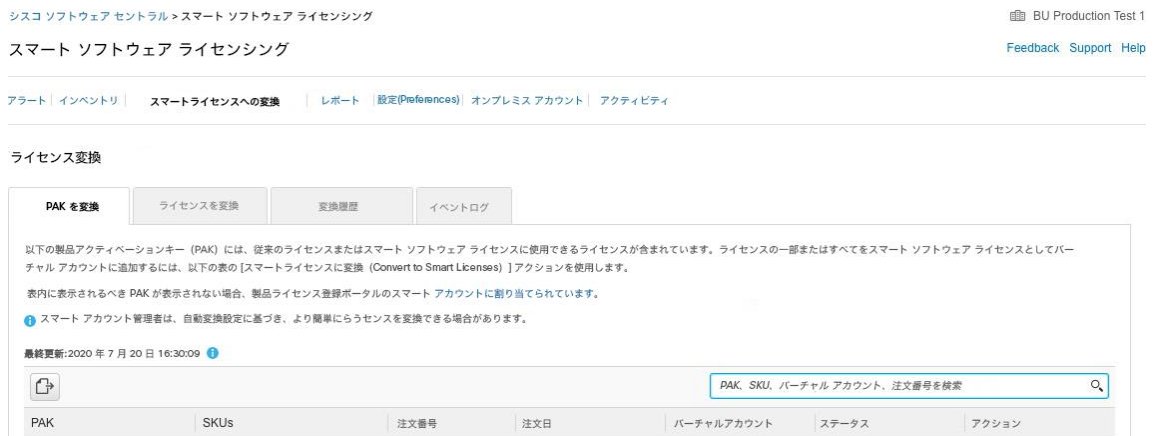 シスコ ソフトウェア セントラル > スマート ソフトウェア ライセンシング
BU Production Test 1
スマート ソフトウェア ライセンシング
Feedback Support Help
アラート | インベントリ | スマートライセンスへの変換 | レポート | 設定(Preferences) | オンプレミス アカウント | アクティビティ
ライセンス変換
PAK を変換 ライセンスを変換 変換履歴 イベントログ
以下の製品アクティベーションキー（PAK）には、従来のライセンスまたはスマート ソフトウェア ライセンスに使用できるライセンスが含まれています。ライセンスの一部またはすべてをスマート ソフトウェア ライセンスとしてバー
チャル アカウントに追加するには、以下の表の [スマートライセンスに変換（Convert to Smart Licenses）] アクションを使用します。
表内に表示されるべき PAK が表示されない場合、製品ライセンス登録ポータルのスマート アカウントに割り当てられています。
スマート アカウント管理者は、自動変換設定に基づき、より簡単にらうセンスを変換できる場合があります。
最終更新:2020 年 7 月 20 日 16:30:09
PAK、SKU、バーチャル アカウント、注文番号を検索
PAK SKUs 注文番号 注文日 バーチャルアカウント ステータス アクション